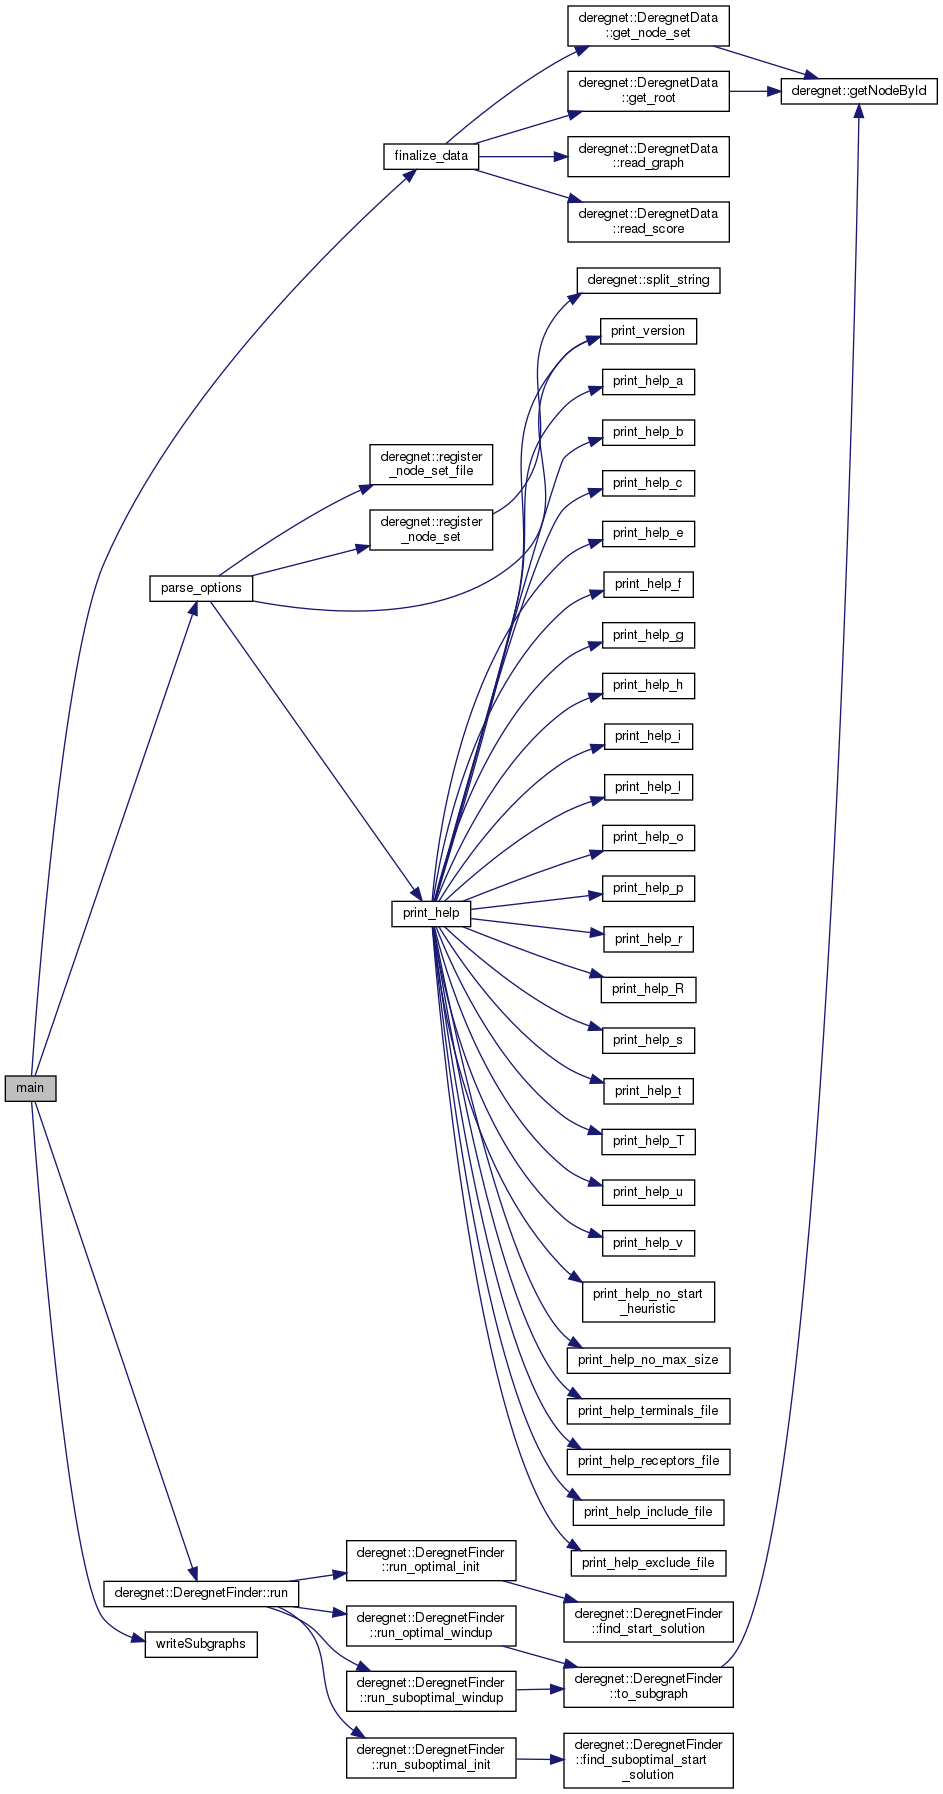 deregnet::DeregnetData
::get_node_set
deregnet::DeregnetData
::get_root
deregnet::getNodeById
finalize_data
deregnet::DeregnetData
::read_graph
deregnet::DeregnetData
::read_score
deregnet::split_string
print_version
print_help_a
print_help_b
deregnet::register
_node_set_file
print_help_c
deregnet::register
_node_set
print_help_e
parse_options
print_help_f
print_help_g
print_help_h
print_help_i
print_help_l
print_help_o
print_help_p
print_help
print_help_r
print_help_R
print_help_s
main
print_help_t
print_help_T
print_help_u
print_help_v
print_help_no_start
_heuristic
print_help_no_max_size
print_help_terminals_file
print_help_receptors_file
print_help_include_file
print_help_exclude_file
deregnet::DeregnetFinder
::run_optimal_init
deregnet::DeregnetFinder::run
deregnet::DeregnetFinder
::find_start_solution
deregnet::DeregnetFinder
::run_optimal_windup
writeSubgraphs
deregnet::DeregnetFinder
::run_suboptimal_windup
deregnet::DeregnetFinder
::to_subgraph
deregnet::DeregnetFinder
::run_suboptimal_init
deregnet::DeregnetFinder
::find_suboptimal_start
_solution